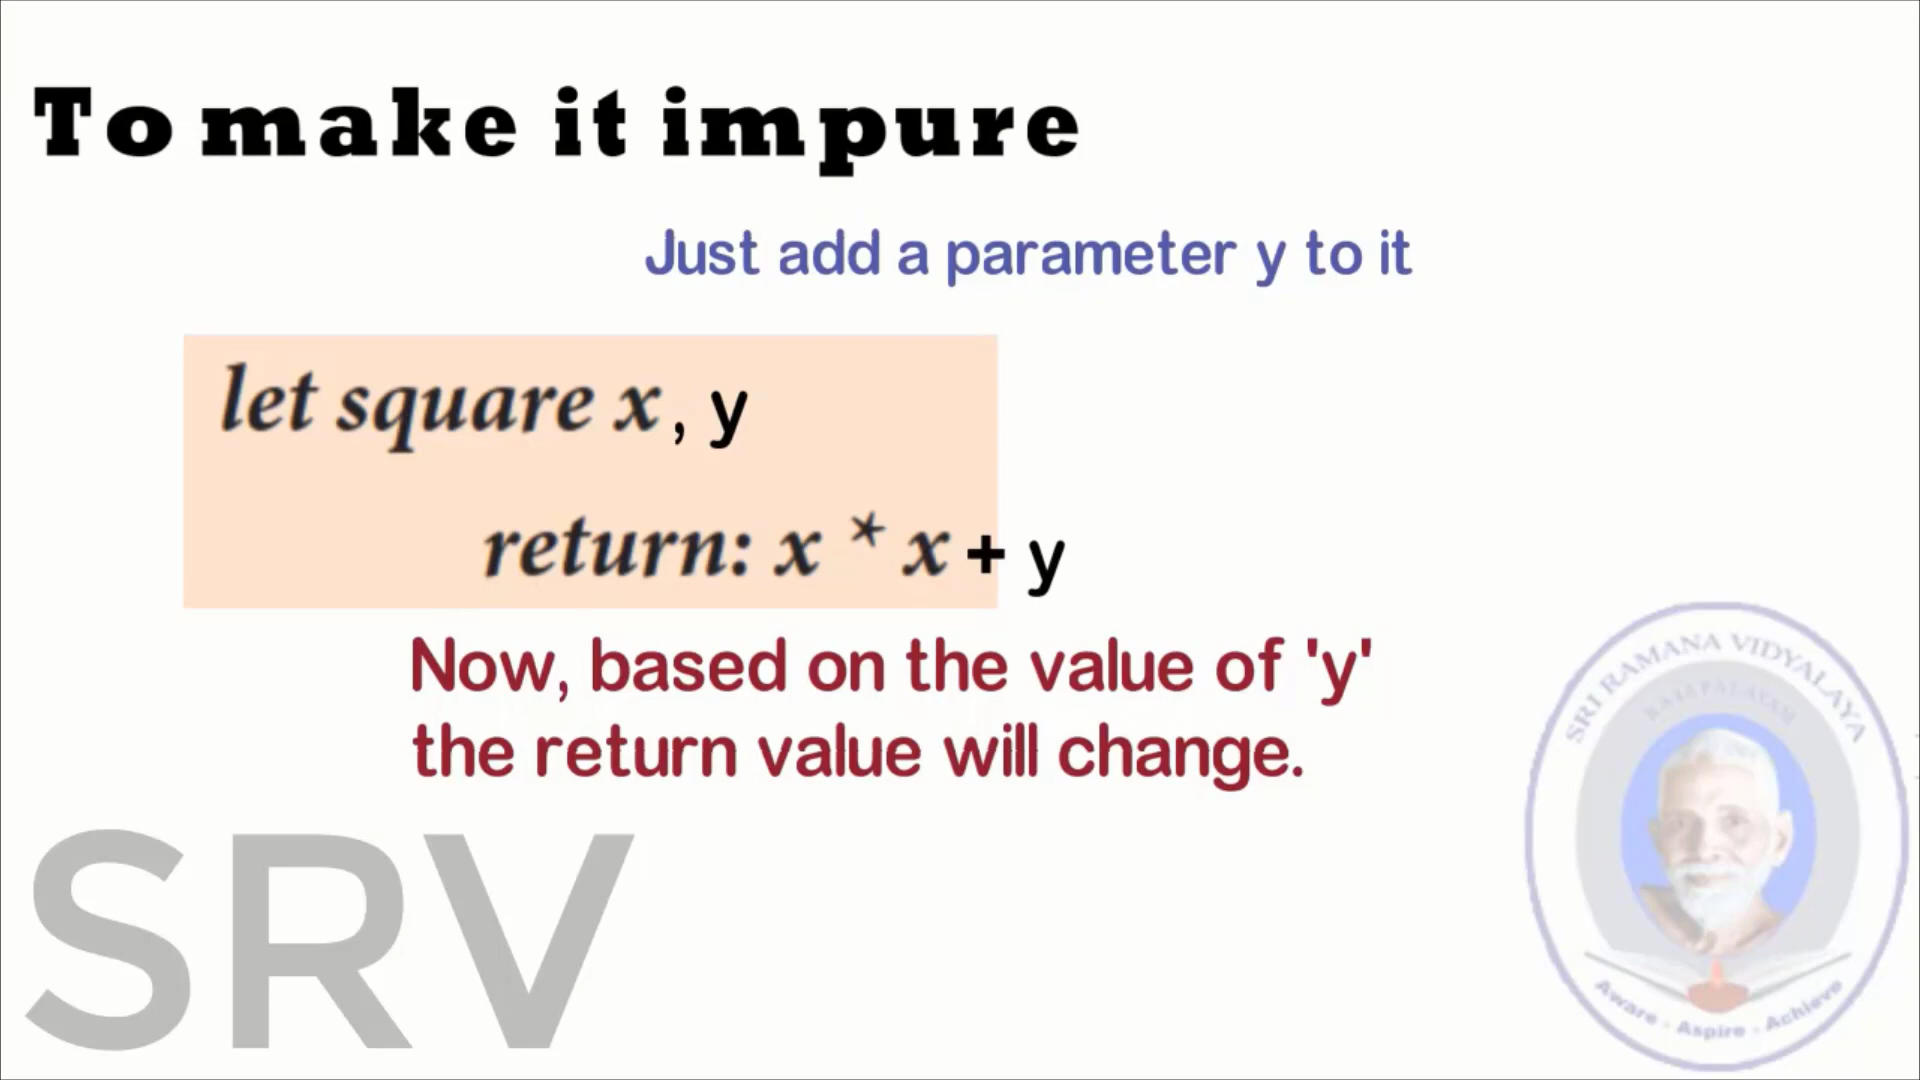 To make it impure
Just add a parameter y to it
let square x , y
return: x * x + y
Now, based on the value of 'y'
the return value will change.
SRV
SRI RAMANA VIDYALAYA
RAJAPALAYAM
Aware - Aspire - Achieve